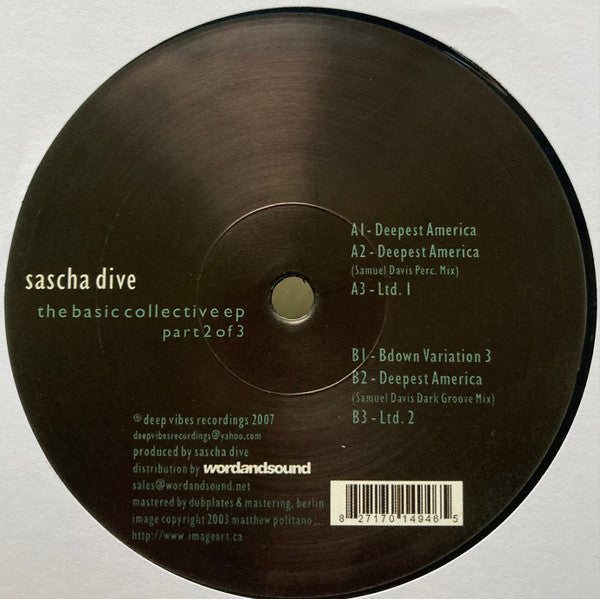 sascha dive
the basic collective ep
part 2 of 3
A1 - Deepest America
A2 - Deepest America
(Samuel Davis Perc. Mix)
A3 - Ltd. 1
B1 - Bdown Variation 3
B2 - Deepest America
(Samuel Davis Dark Groove Mix)
B3 - Ltd. 2
℗ deep vibes recordings 2007
deepvibesrecordings@yahoo.com
produced by sascha dive
distribution by wordandsound
sales@wordandsound.net
mastered by dubplates & mastering, berlin
image copyright 2003 matthew politano ..
http://www.imageart.ca
8 27170 14946 5